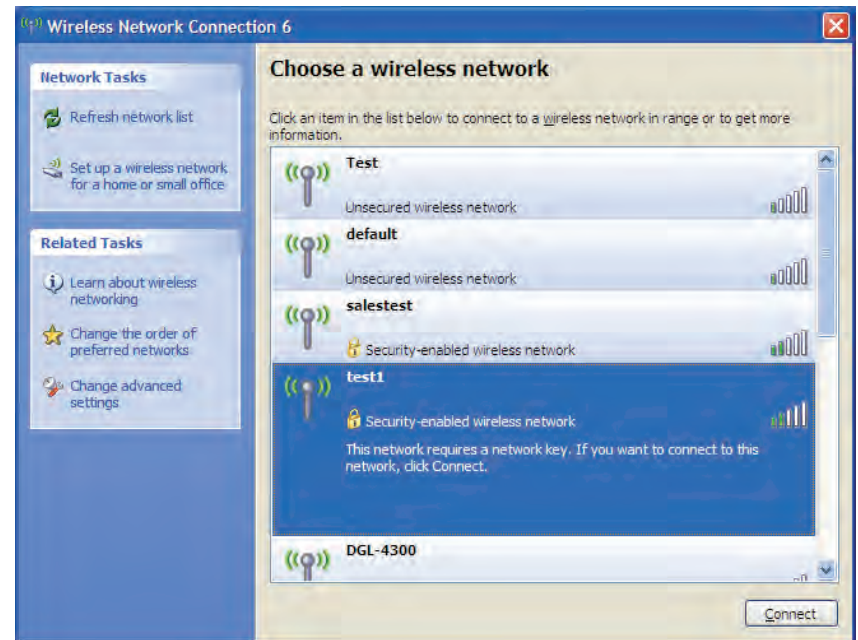 Wireless Network Connection 6
Network Tasks
Refresh network list
Set up a wireless network
for a home or small office
Related Tasks
Learn about wireless
networking
Change the order of
preferred networks
Change advanced
settings
Choose a wireless network
Click an item in the list below to connect to a wireless network in range or to get more
information.
Test
Unsecured wireless network
default
Unsecured wireless network
salestest
Security-enabled wireless network
test1
Security-enabled wireless network
This network requires a network key. If you want to connect to this
network, click Connect.
DGL-4300
Connect